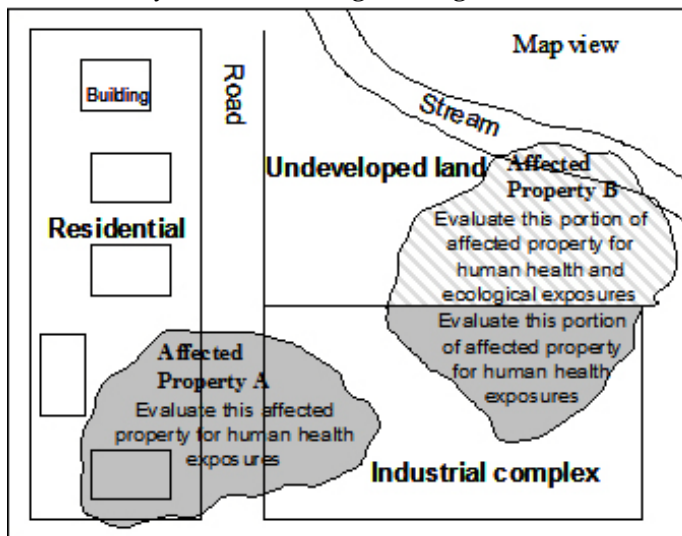 Map view
Building
Road
Stream
Undeveloped land
Affected
Property B
Evaluate this portion of
affected property for
human health and
ecological exposures
Residential
Evaluate this portion
of affected property
for human health
exposures
Affected
Property A
Evaluate this affected
property for human health
exposures
Industrial complex